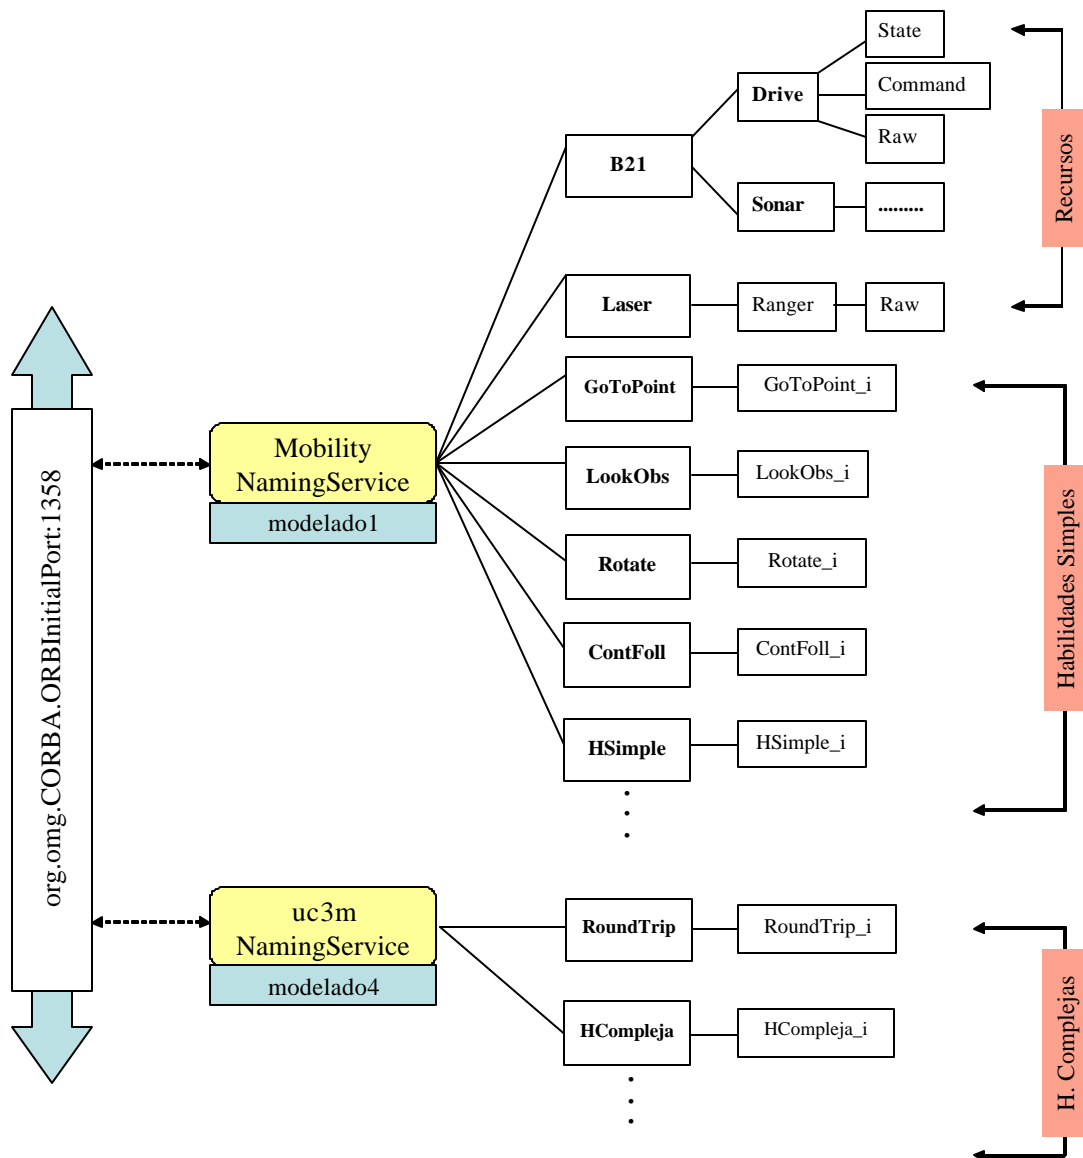 State
Drive
Command
Raw
B21
Sonar
.........
Recursos
Laser
Ranger
Raw
GoToPoint
GoToPoint_i
Mobility
NamingService
modelado1
LookObs
LookObs_i
Rotate
Rotate_i
ContFoll
ContFoll_i
HSimple
HSimple_i
Habilidades Simples
org.omg.CORBA.ORBInitialPort:1358
uc3m
NamingService
modelado4
RoundTrip
RoundTrip_i
HCompleja
HCompleja_i
H. Complejas